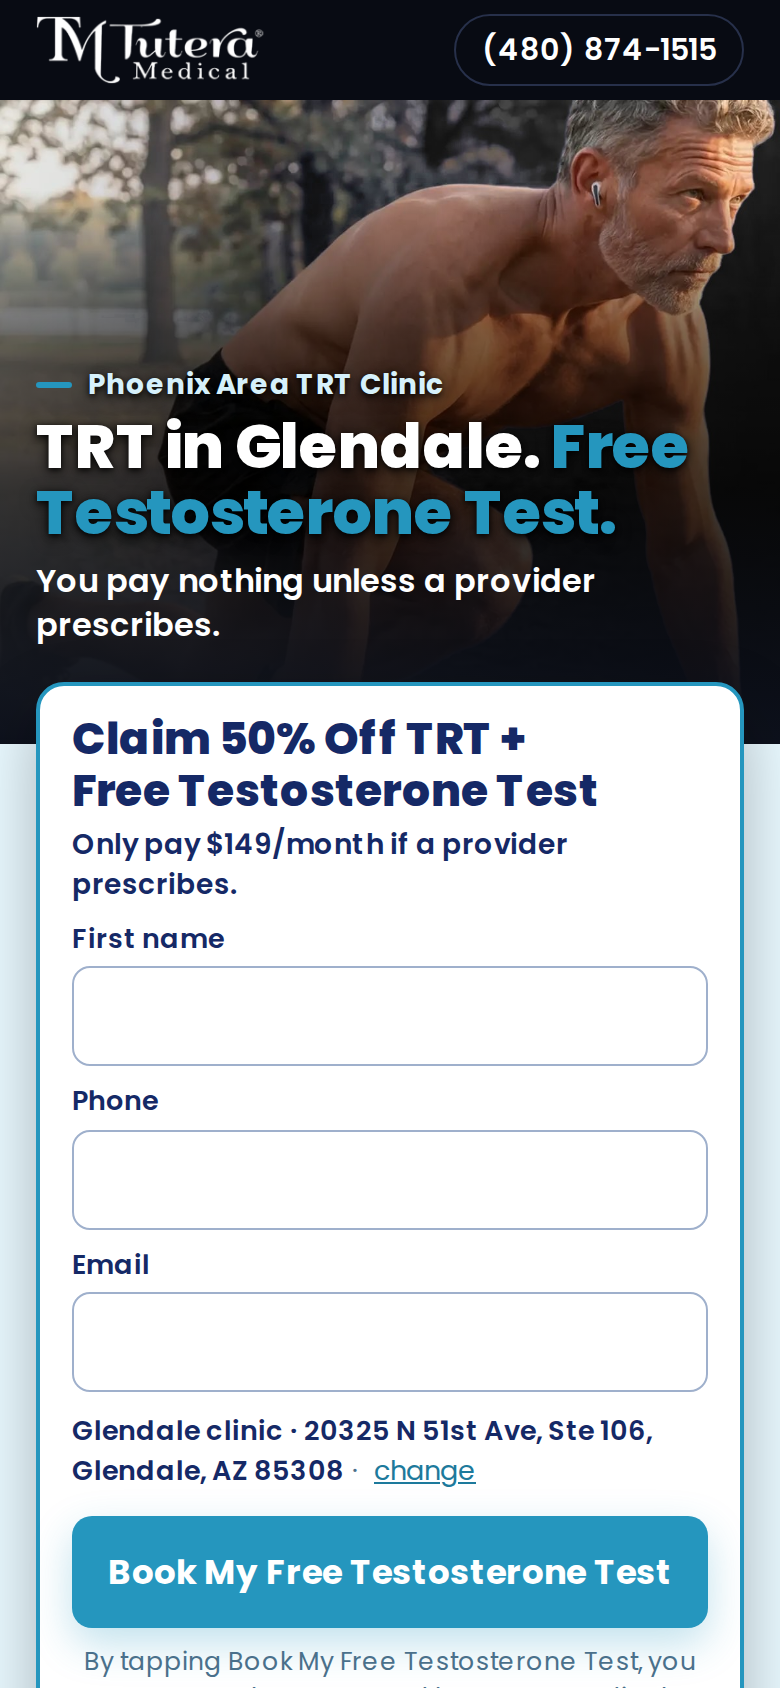 TM Tutera®
Medical
(480) 874-1515
Phoenix Area TRT Clinic
TRT in Glendale. Free
Testosterone Test.
You pay nothing unless a provider
prescribes.
Claim 50% Off TRT +
Free Testosterone Test
Only pay $149/month if a provider
prescribes.
First name
Phone
Email
Glendale clinic · 20325 N 51st Ave, Ste 106,
Glendale, AZ 85308 · change
Book My Free Testosterone Test
By tapping Book My Free Testosterone Test, you